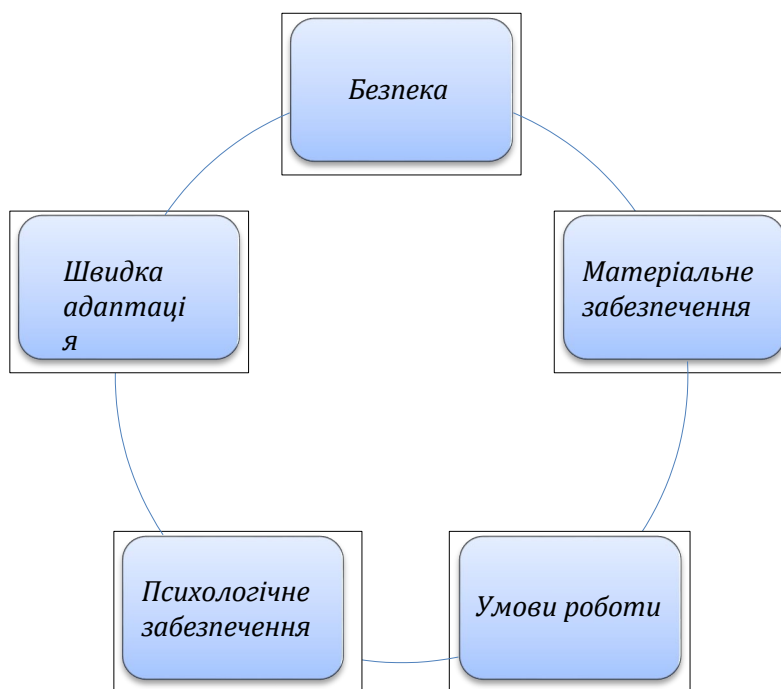 Безпека
Швидка
адаптаці
я
Матеріальне
забезпечення
Психологічне
забезпечення
Умови роботи